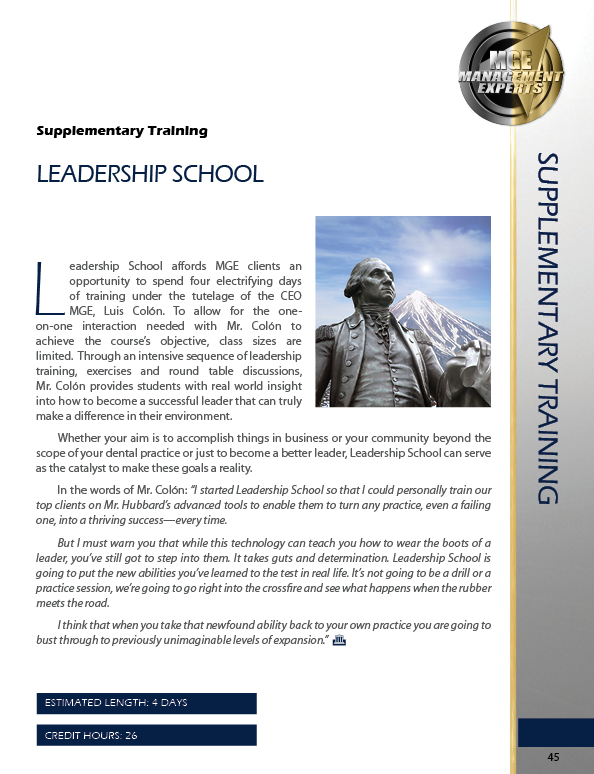 MGE
MANAGEMENT
EXPERTS
Supplementary Training
LEADERSHIP SCHOOL
Leadership School affords MGE clients an
opportunity to spend four electrifying days
of training under the tutelage of the CEO
MGE, Luis Colón. To allow for the one-
on-one interaction needed with Mr. Colón to
achieve the course's objective, class sizes are
limited. Through an intensive sequence of leadership
training, exercises and round table discussions,
Mr. Colón provides students with real world insight
into how to become a successful leader that can truly
make a difference in their environment.
Whether your aim is to accomplish things in business or your community beyond the
scope of your dental practice or just to become a better leader, Leadership School can serve
as the catalyst to make these goals a reality.
In the words of Mr. Colón: “I started Leadership School so that I could personally train our
top clients on Mr. Hubbard's advanced tools to enable them to turn any practice, even a failing
one, into a thriving success—every time.
But I must warn you that while this technology can teach you how to wear the boots of a
leader, you've still got to step into them. It takes guts and determination. Leadership School is
going to put the new abilities you've learned to the test in real life. It's not going to be a drill or a
practice session, we're going to go right into the crossfire and see what happens when the rubber
meets the road.
I think that when you take that newfound ability back to your own practice you are going to
bust through to previously unimaginable levels of expansion.”
ESTIMATED LENGTH: 4 DAYS
CREDIT HOURS: 26
SUPPLEMENTARY TRAINING
45